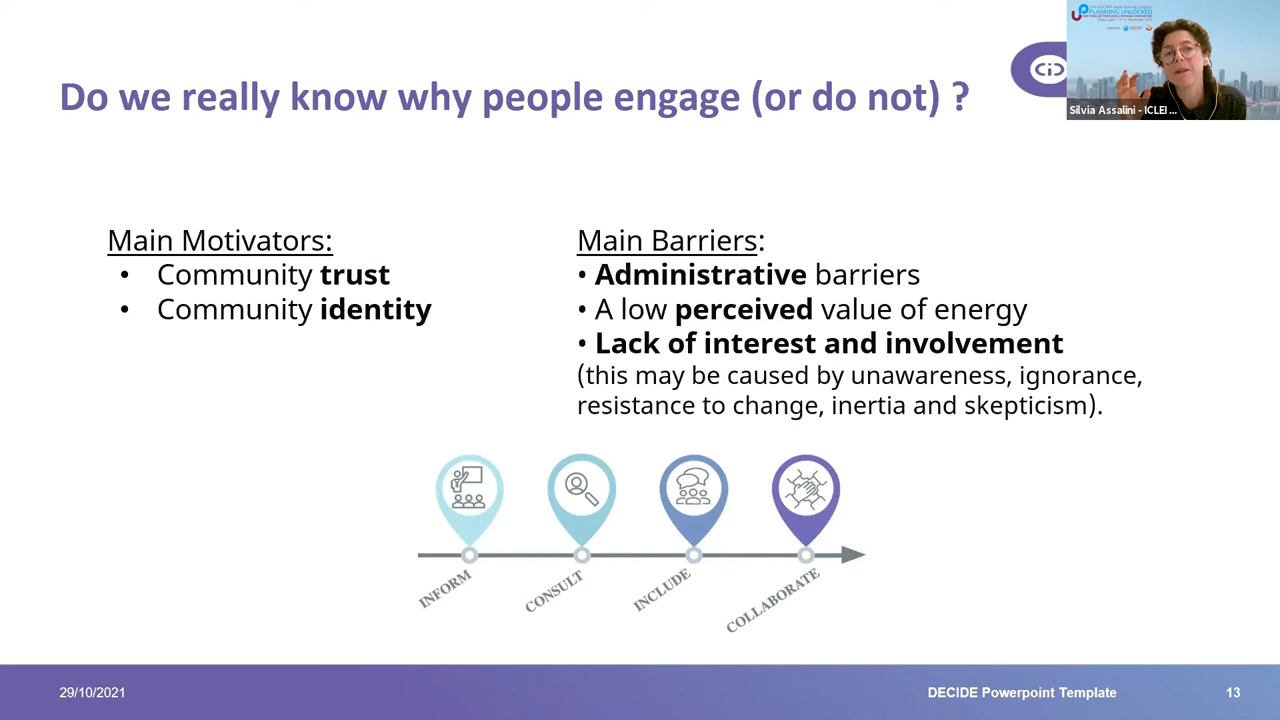 Do we really know why people engage (or do not) ?
PLANNING UNLOCKED
Silvia Assalini - ICLEI ...
Main Motivators:
• Community trust
• Community identity
Main Barriers:
• Administrative barriers
• A low perceived value of energy
• Lack of interest and involvement
(this may be caused by unawareness, ignorance,
resistance to change, inertia and skepticism).
INFORM
CONSULT
INCLUDE
COLLABORATE
29/10/2021
DECIDE Powerpoint Template
13